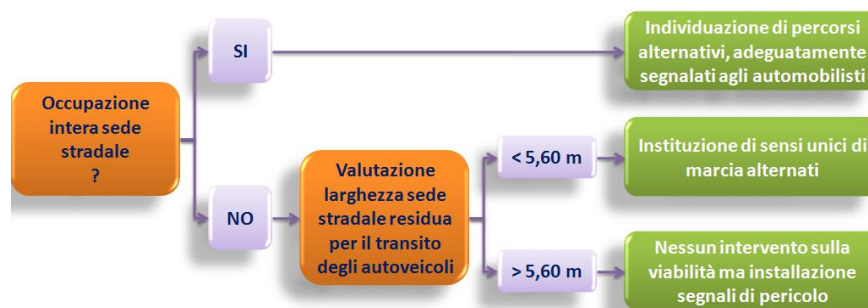 Occupazione
intera sede
stradale
?
SI
Individuazione di percorsi
alternativi, adeguatamente
segnalati agli automobilisti
NO
Valutazione
larghezza sede
stradale residua
per il transito
degli autoveicoli
< 5,60 m
Instituzione di sensi unici di
marcia alternati
> 5,60 m
Nessun intervento sulla
viabilità ma installazione
segnali di pericolo